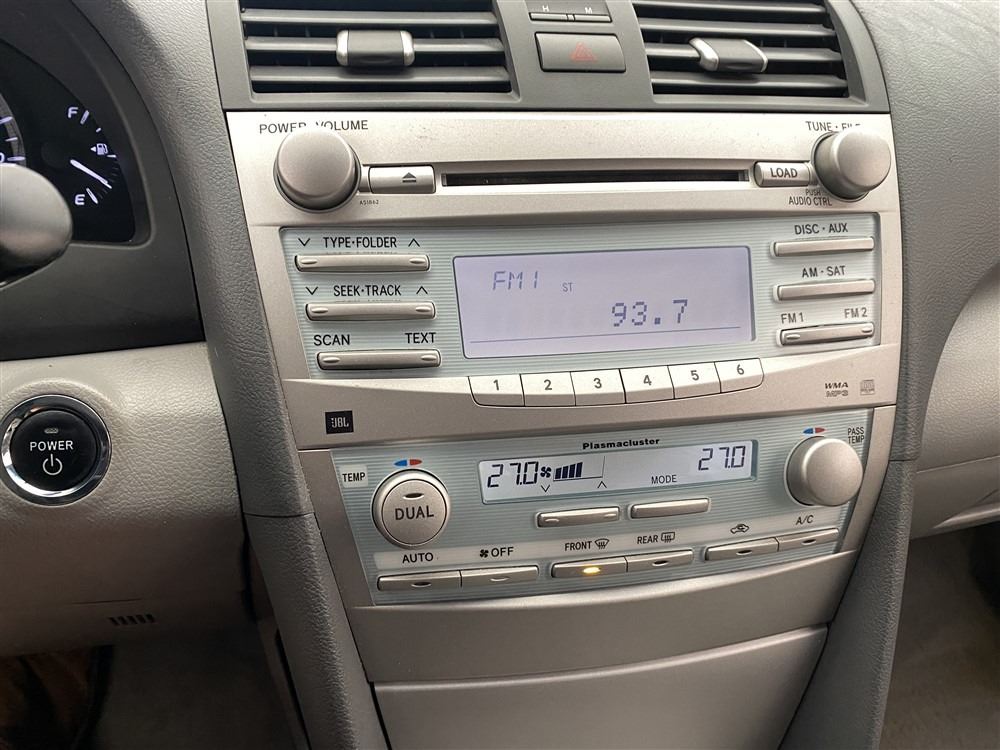 H M
POWER·VOLUME
TUNE·FILE
LOAD
A51862
PUSH
AUDIO CTRL
F
E
TYPE·FOLDER
SEEK·TRACK
SCAN TEXT
FM1 ST
93.7
DISC·AUX
AM·SAT
FM1 FM2
1 2 3 4 5 6
WMA
MP3
JBL
POWER
Plasmacluster
TEMP
27.0
MODE
27.0
PASS
TEMP
DUAL
AUTO
OFF
FRONT
REAR
A/C